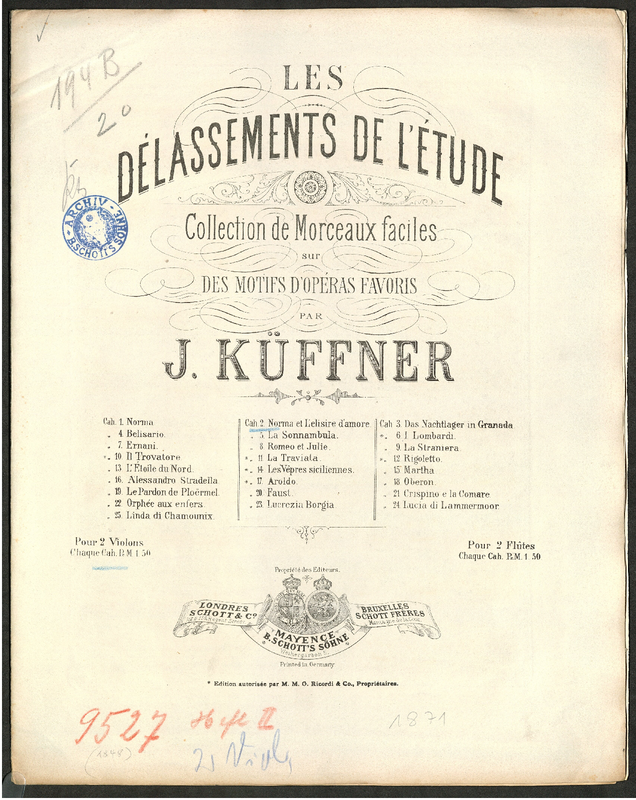 194 B
20
LES
DÉLASSEMENTS DE L'ÉTUDE
ARCHIV
B. SCHOTT'S SÖHNE
Collection de Morceaux faciles
sur
DES MOTIFS D'OPÉRAS FAVORIS
PAR
J. KÜFFNER
Cah. 1. Norma
„ 4. Belisario.
„ 7. Ernani.
*„ 10. Il Trovatore
„ 13. L'Étoile du Nord.
„ 16. Alessandro Stradella
„ 19. Le Pardon de Ploërmel
„ 22. Orphée aux enfers
„ 25. Linda di Chamounix.
Cah. 2. Norma et L'elisire d'amore
„ 5. La Sonnambula.
„ 8. Romeo et Julie.
*„ 11. La Traviata.
*„ 14. Les Vêpres siciliennes.
*„ 17. Aroldo.
„ 20. Faust.
„ 23. Lucrezia Borgia
Cah. 3. Das Nachtlager in Granada
*„ 6. I Lombardi.
„ 9. La Straniera.
*„ 12. Rigoletto.
„ 15. Martha.
„ 18. Oberon.
„ 21. Crispino e la Comare
„ 24. Lucia di Lammermoor.
Pour 2 Violons
Chaque Cah. R.M. 1. 50
Pour 2 Flûtes
Chaque Cah. R.M. 1. 50
Propriété des Editeurs.
LONDRES
SCHOTT & Cº
MAYENCE
B. SCHOTT'S SÖHNE
Weihergarten 5.
BRUXELLES
SCHOTT FRÈRES
Printed in Germany
* Edition autorisée par M. M. G. Ricordi & Co., Propriétaires.
9527 Heft II
1871
(1848)
2 Viol